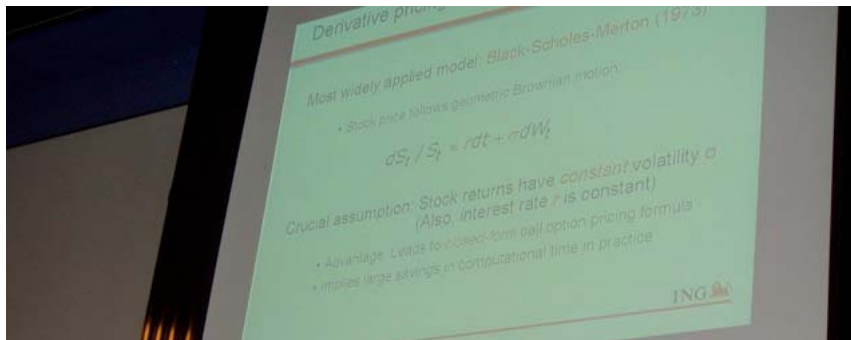 Derivative pricing
Most widely applied model: Black-Scholes-Merton (1973)
• Stock price follows geometric Brownian motion:
dSₜ / Sₜ = rdt + σdWₜ
Crucial assumption: Stock returns have constant volatility σ
(Also, interest rate r is constant)
• Advantage: Leads to closed-form call option pricing formula
• Implies large savings in computational time in practice
ING